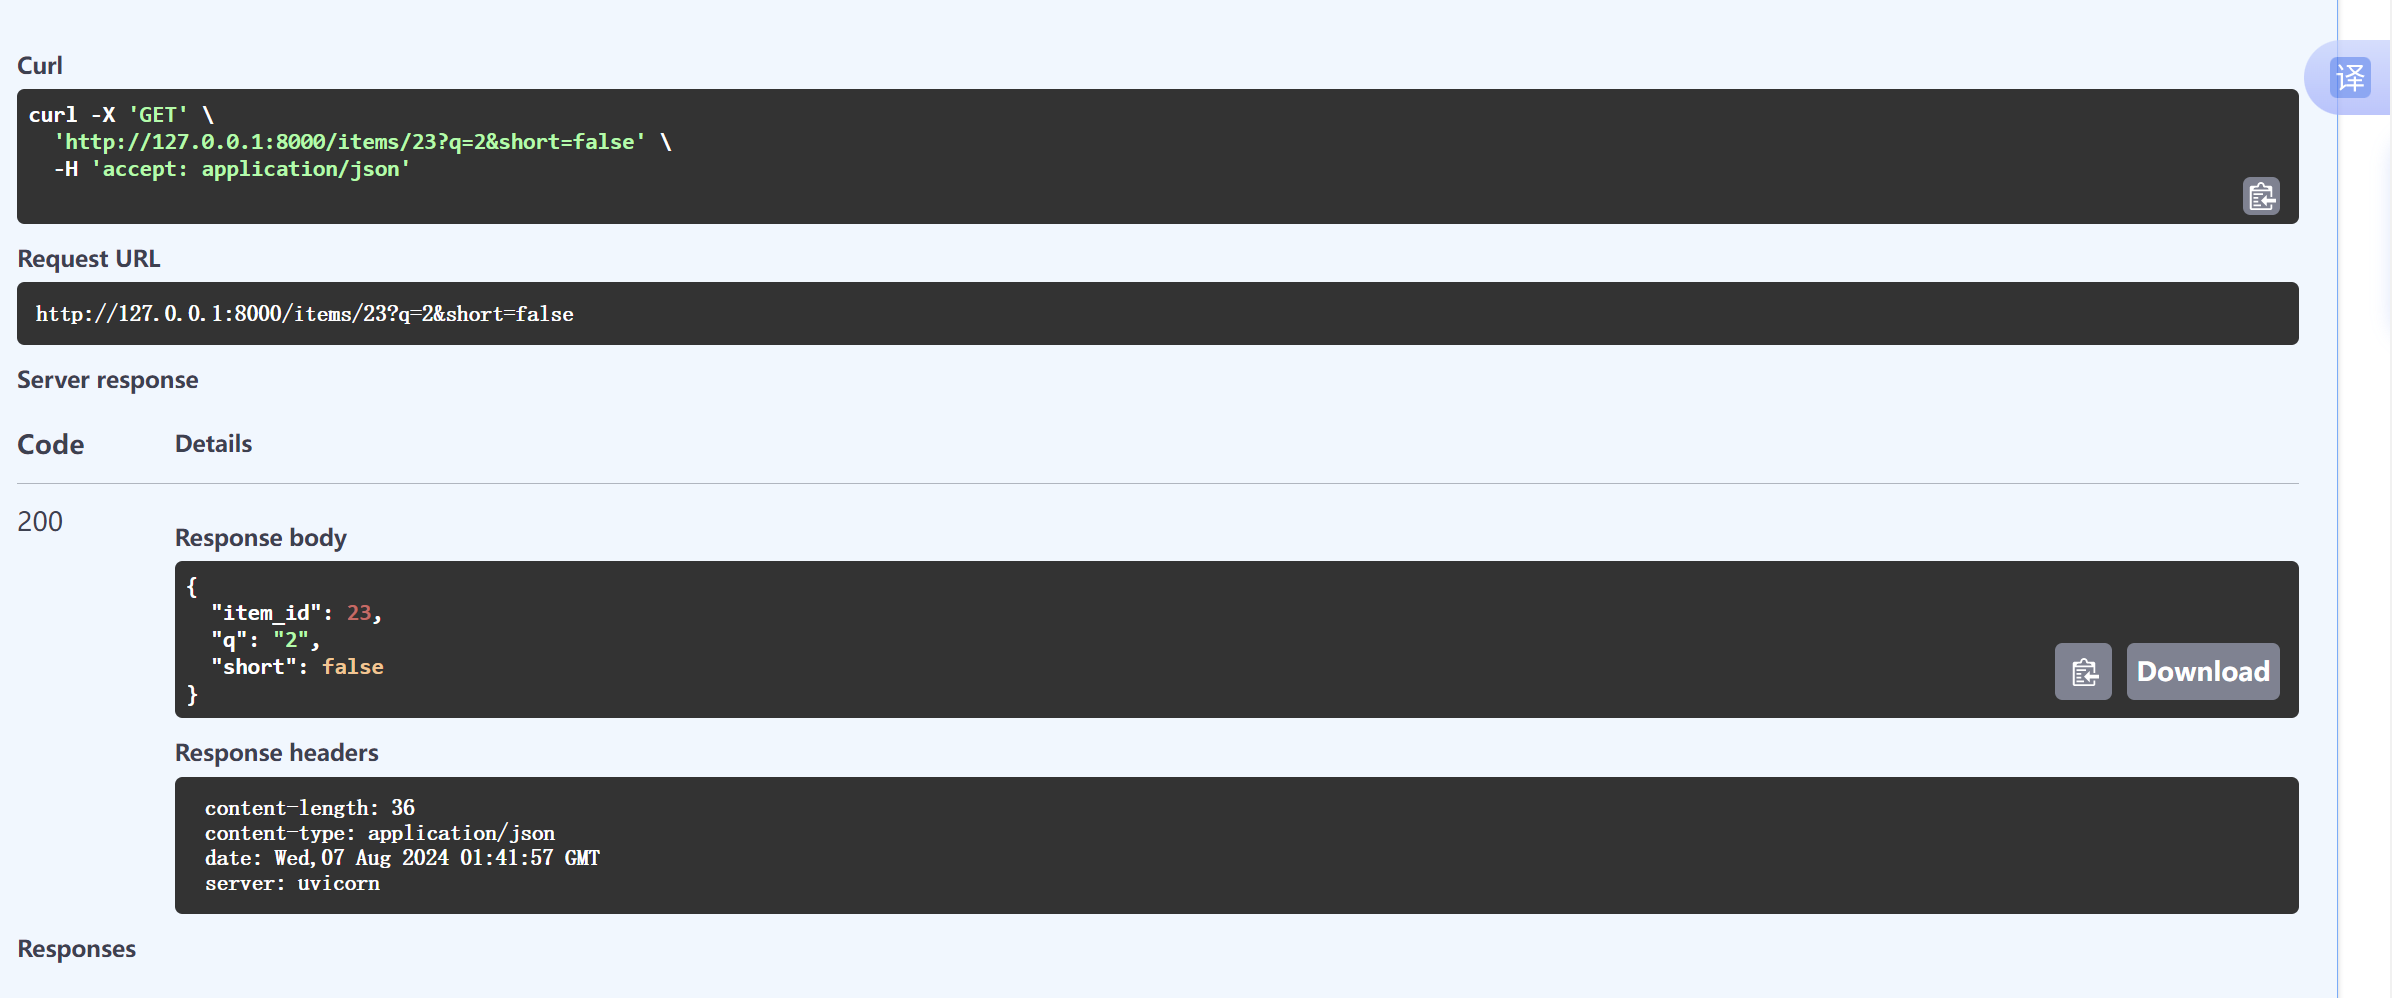 Curl
译
curl -X 'GET' \
  'http://127.0.0.1:8000/items/23?q=2&short=false' \
  -H 'accept: application/json'
Request URL
http://127.0.0.1:8000/items/23?q=2&short=false
Server response
Code Details
200
Response body
{
  "item_id": 23,
  "q": "2",
  "short": false
}
Download
Response headers
content-length: 36
content-type: application/json
date: Wed,07 Aug 2024 01:41:57 GMT
server: uvicorn
Responses